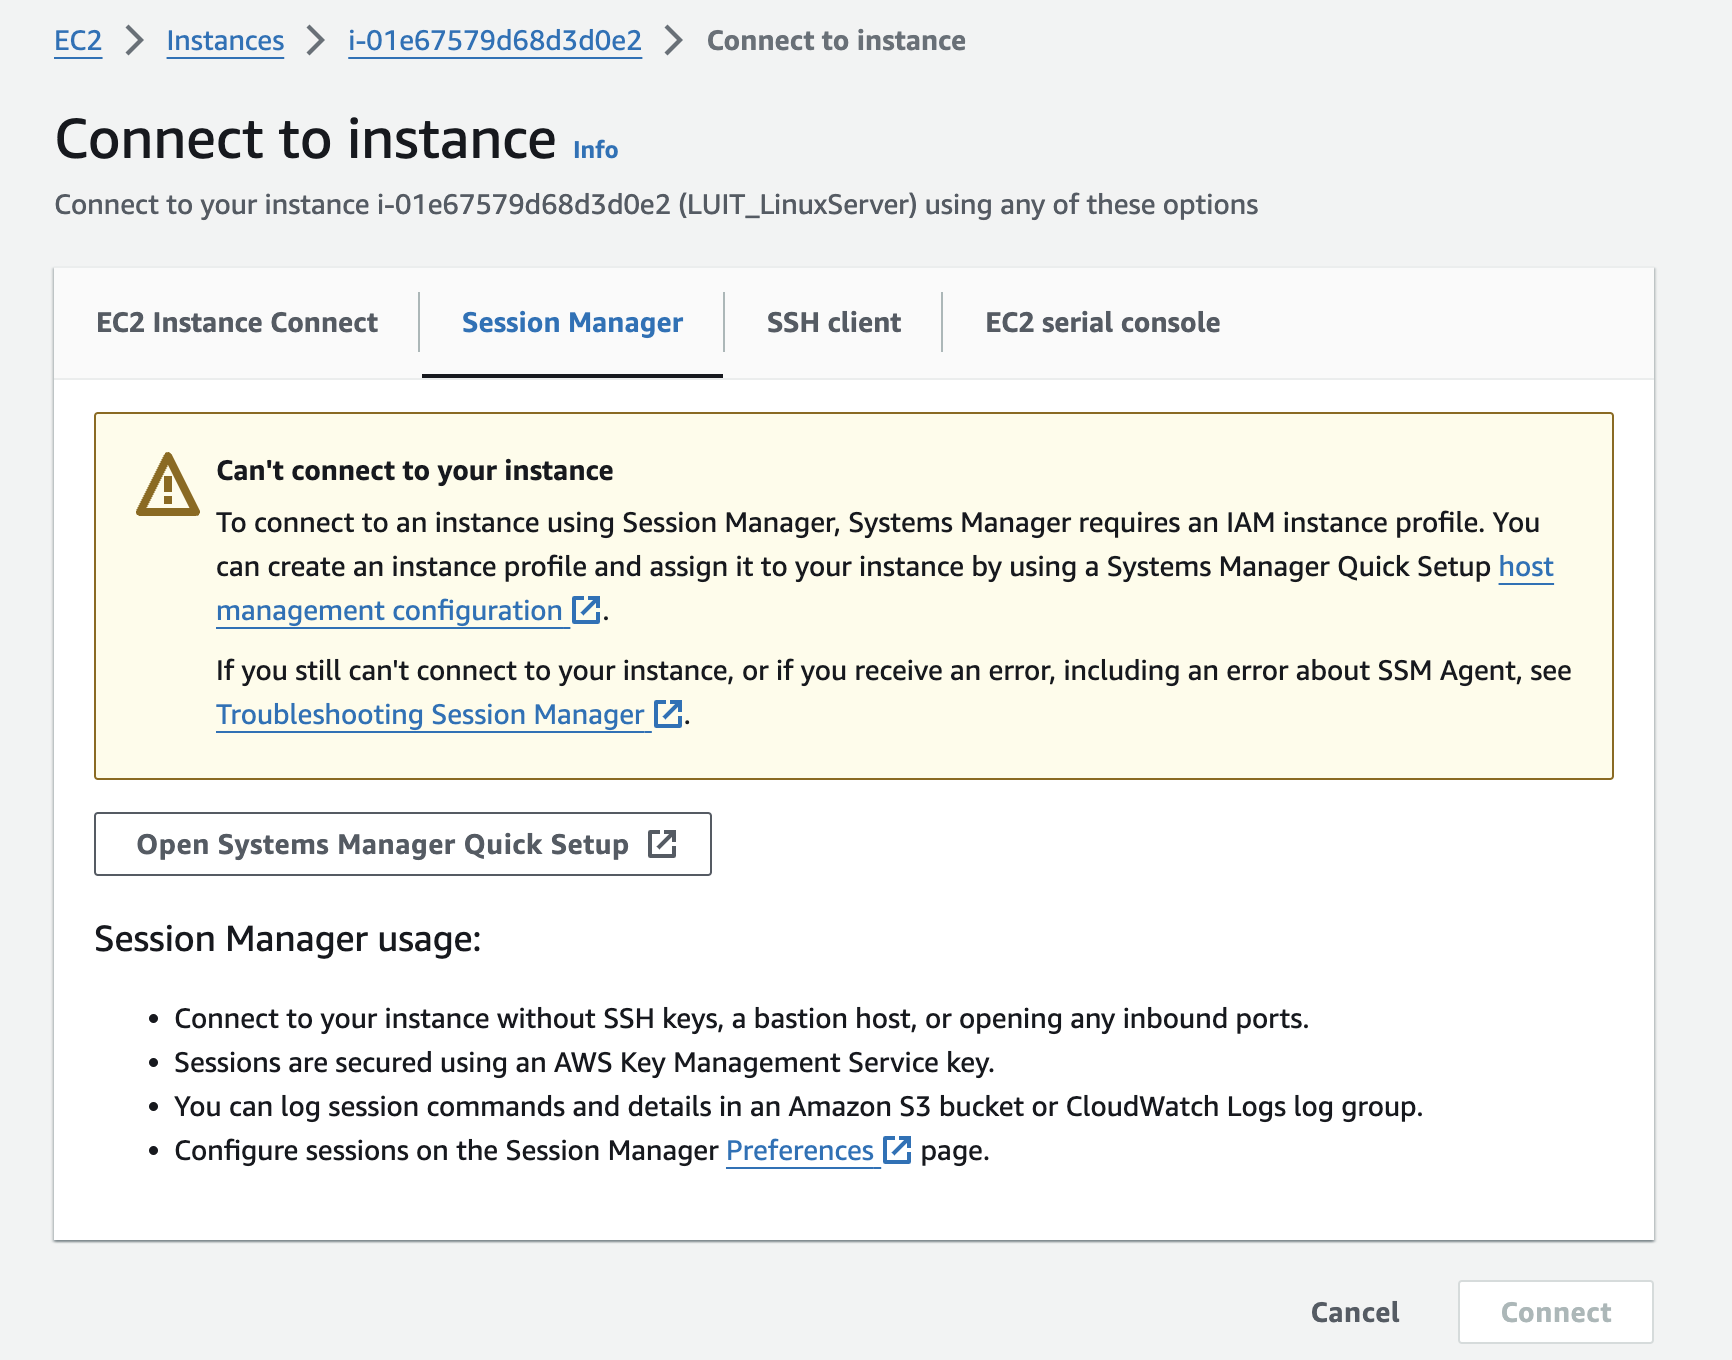 EC2 > Instances > i-01e67579d68d3d0e2 > Connect to instance
Connect to instance Info
Connect to your instance i-01e67579d68d3d0e2 (LUIT_LinuxServer) using any of these options
EC2 Instance Connect Session Manager SSH client EC2 serial console
Can't connect to your instance
To connect to an instance using Session Manager, Systems Manager requires an IAM instance profile. You
can create an instance profile and assign it to your instance by using a Systems Manager Quick Setup host
management configuration.
If you still can't connect to your instance, or if you receive an error, including an error about SSM Agent, see
Troubleshooting Session Manager.
Open Systems Manager Quick Setup
Session Manager usage:
• Connect to your instance without SSH keys, a bastion host, or opening any inbound ports.
• Sessions are secured using an AWS Key Management Service key.
• You can log session commands and details in an Amazon S3 bucket or CloudWatch Logs log group.
• Configure sessions on the Session Manager Preferences page.
Cancel Connect